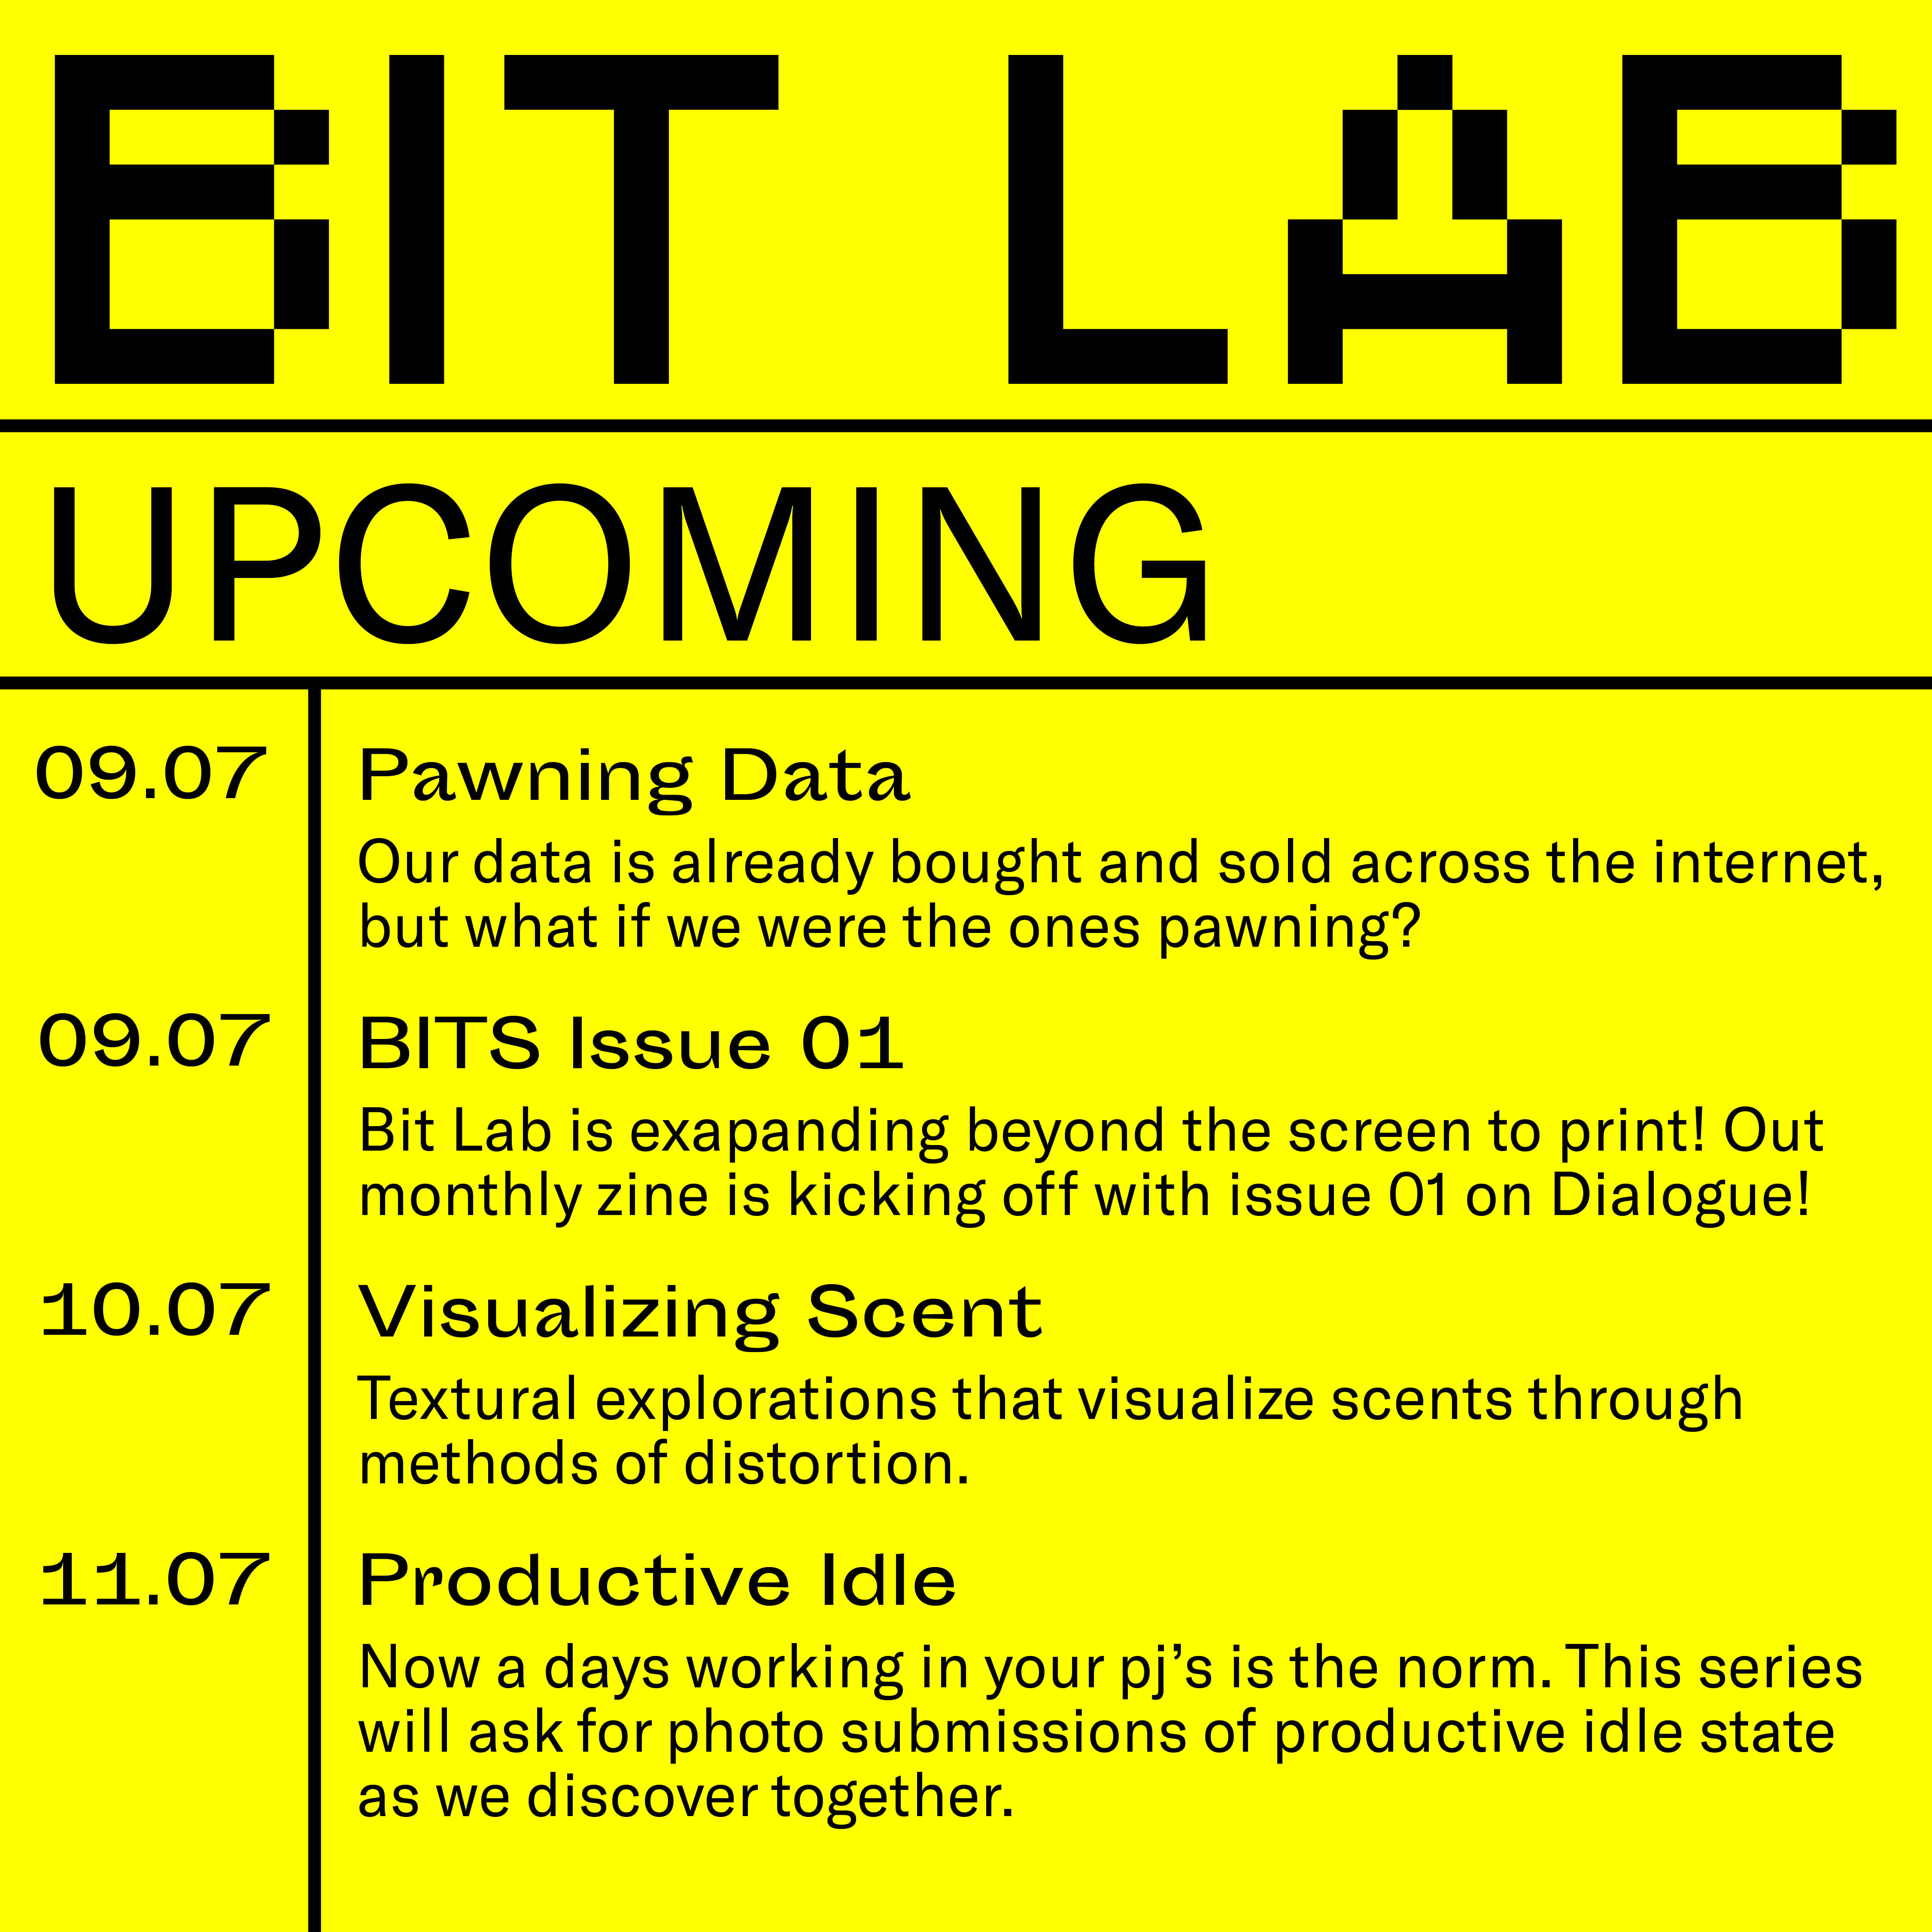 BIT LAB
UPCOMING
09.07
Pawning Data
Our data is already bought and sold across the internet,
but what if we were the ones pawning?
09.07
BITS Issue 01
Bit Lab is exapanding beyond the screen to print! Out
monthly zine is kicking off with issue 01 on Dialogue!
10.07
Visualizing Scent
Textural explorations that visualize scents through
methods of distortion.
11.07
Productive Idle
Now a days working in your pj’s is the norm. This series
will ask for photo submissions of productive idle state
as we discover together.